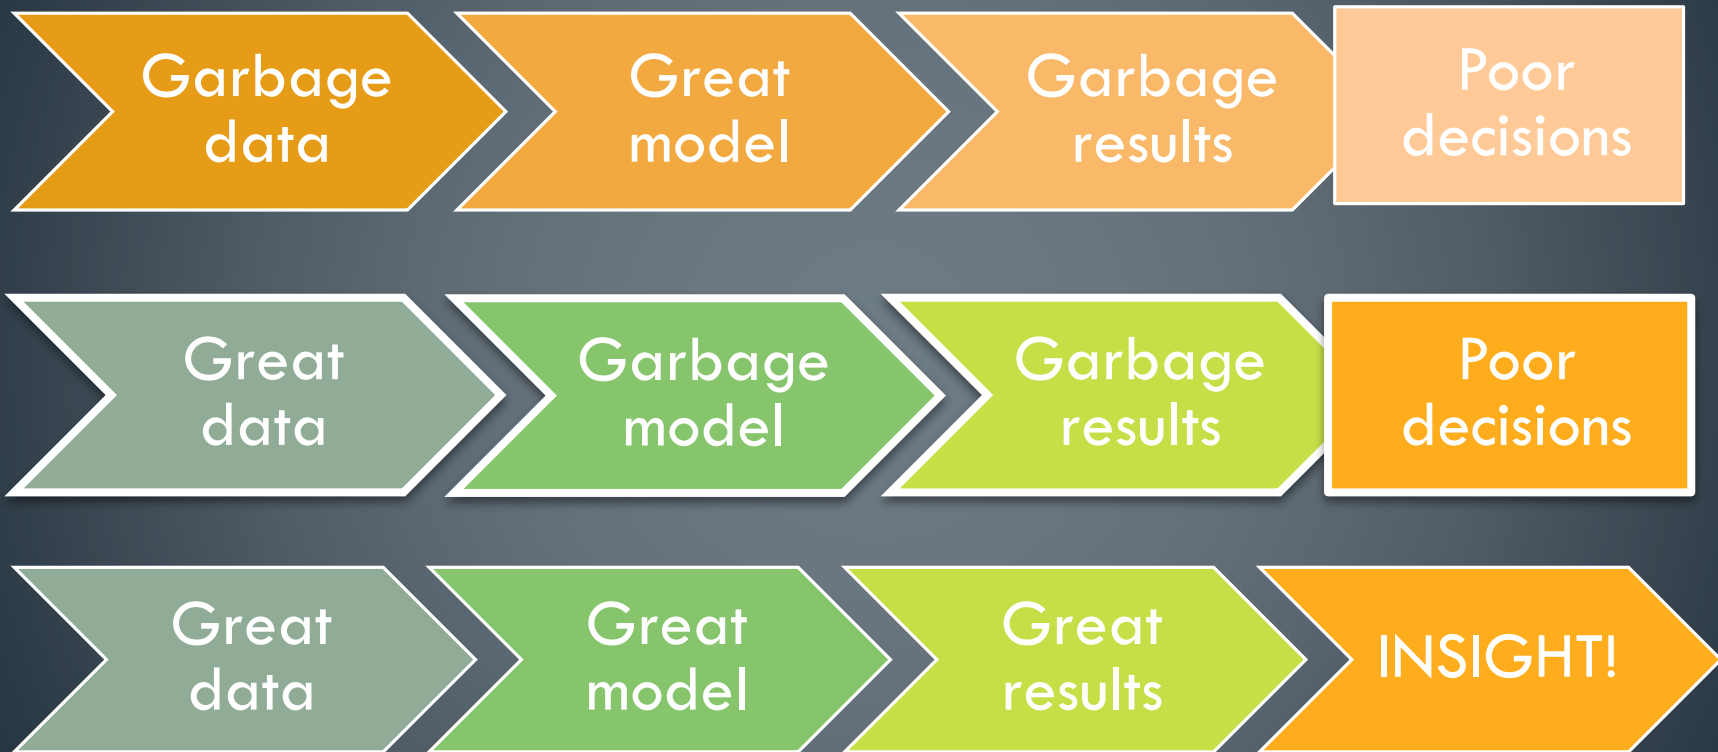 Garbage
data
Great
model
Garbage
results
Poor
decisions
Great
data
Garbage
model
Garbage
results
Poor
decisions
Great
data
Great
model
Great
results
INSIGHT!